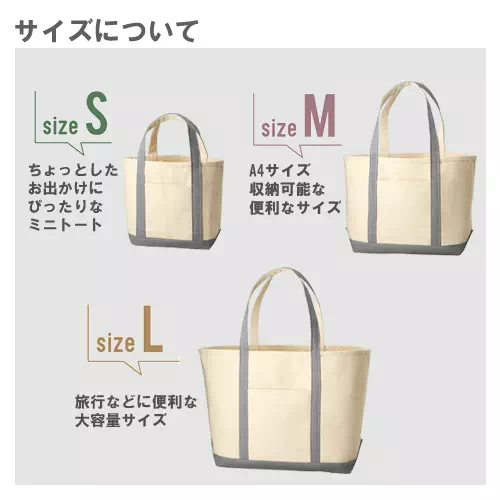 サイズについて
size S
ちょっとした
お出かけに
ぴったりな
ミニトート
size M
A4サイズ
収納可能な
便利なサイズ
size L
旅行などに便利な
大容量サイズ